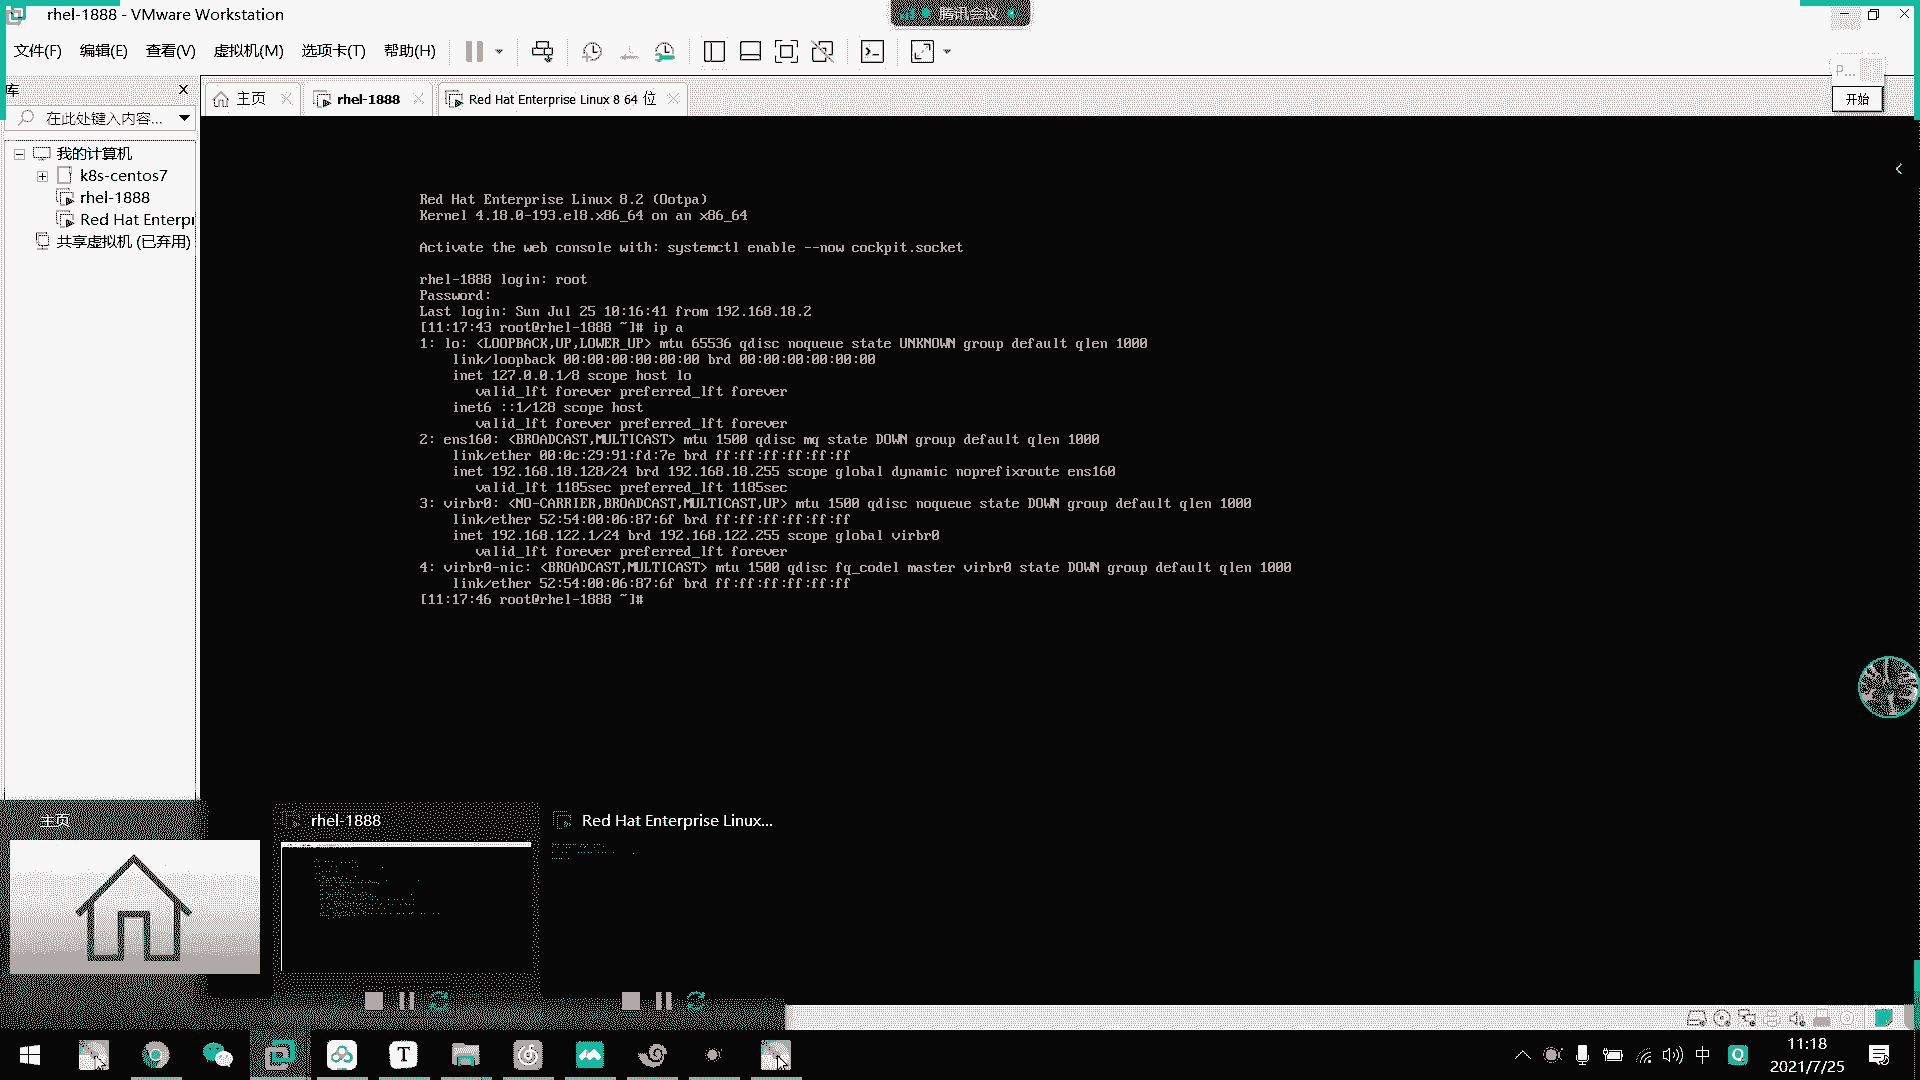 rhel-1888 - VMware Workstation
腾讯会议
文件(F) 编辑(E) 查看(V) 虚拟机(M) 选项卡(T) 帮助(H)
P...
开始
库
在此处键入内容...
主页
rhel-1888
Red Hat Enterprise Linux 8 64 位
我的计算机
k8s-centos7
rhel-1888
Red Hat Enterpr
共享虚拟机 (已弃用)
Red Hat Enterprise Linux 8.2 (Ootpa)
Kernel 4.18.0-193.el8.x86_64 on an x86_64
Activate the web console with: systemctl enable --now cockpit.socket
rhel-1888 login: root
Password:
Last login: Sun Jul 25 10:16:41 from 192.168.18.2
[11:17:43 root@rhel-1888 ~]# ip a
1: lo: <LOOPBACK,UP,LOWER_UP> mtu 65536 qdisc noqueue state UNKNOWN group default qlen 1000
link/loopback 00:00:00:00:00:00 brd 00:00:00:00:00:00
inet 127.0.0.1/8 scope host lo
valid_lft forever preferred_lft forever
inet6 ::1/128 scope host
valid_lft forever preferred_lft forever
2: ens160: <BROADCAST,MULTICAST> mtu 1500 qdisc mq state DOWN group default qlen 1000
link/ether 00:0c:29:91:fd:7e brd ff:ff:ff:ff:ff:ff
inet 192.168.18.128/24 brd 192.168.18.255 scope global dynamic noprefixroute ens160
valid_lft 1185sec preferred_lft 1185sec
3: virbr0: <NO-CARRIER,BROADCAST,MULTICAST,UP> mtu 1500 qdisc noqueue state DOWN group default qlen 1000
link/ether 52:54:00:06:87:6f brd ff:ff:ff:ff:ff:ff
inet 192.168.122.1/24 brd 192.168.122.255 scope global virbr0
valid_lft forever preferred_lft forever
4: virbr0-nic: <BROADCAST,MULTICAST> mtu 1500 qdisc fq_codel master virbr0 state DOWN group default qlen 1000
link/ether 52:54:00:06:87:6f brd ff:ff:ff:ff:ff:ff
[11:17:46 root@rhel-1888 ~]#
主页
rhel-1888
Red Hat Enterprise Linux...
T
中
Q
11:18
2021/7/25